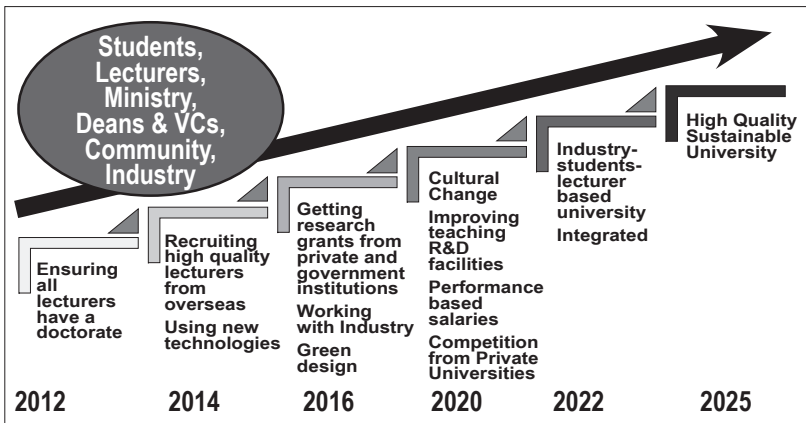 Students,
Lecturers,
Ministry,
Deans & VCs,
Community,
Industry
Ensuring
all
lecturers
have a
doctorate
Recruiting
high quality
lecturers
from
overseas
Using new
technologies
Getting
research
grants from
private and
government
institutions
Working
with Industry
Green
design
Cultural
Change
Improving
teaching
R&D
facilities
Performance
based
salaries
Competition
from Private
Universities
Industry-
students-
lecturer
based
university
Integrated
High Quality
Sustainable
University
2012
2014
2016
2020
2022
2025